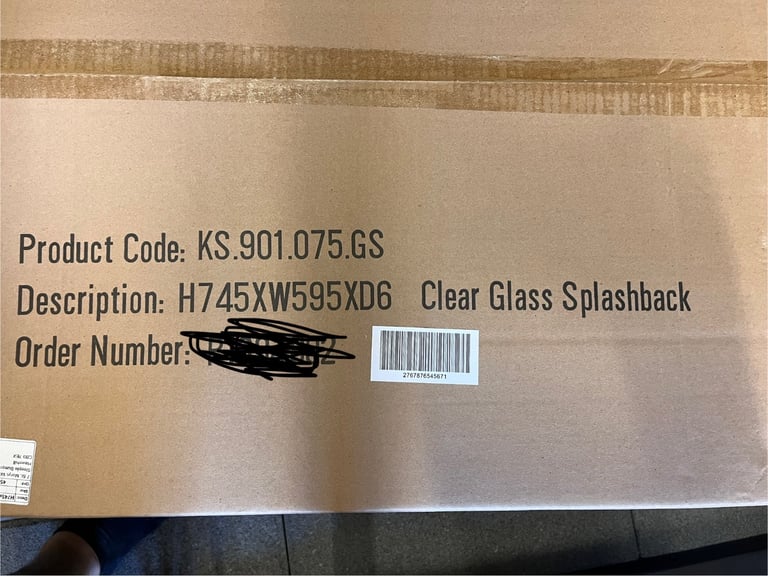 Product Code: KS.901.075.GS
Description: H745XW595XD6 Clear Glass Splashback
Order Number:
2767876545671